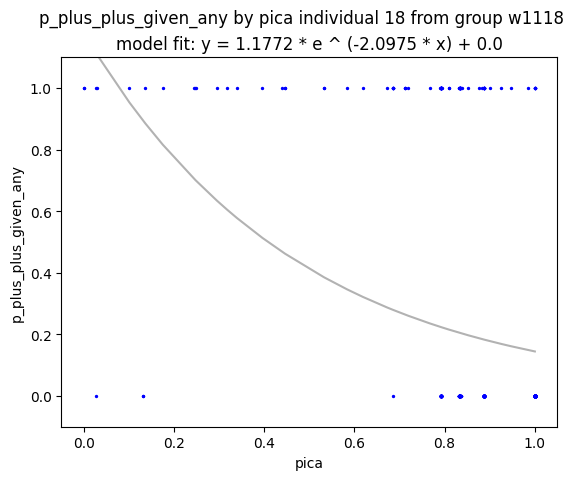 p_plus_plus_given_any by pica individual 18 from group w1118
model fit: y = 1.1772 * e ^ (-2.0975 * x) + 0.0
p_plus_plus_given_any
1.0
0.8
0.6
0.4
0.2
0.0
0.0 0.2 0.4 0.6 0.8 1.0
pica